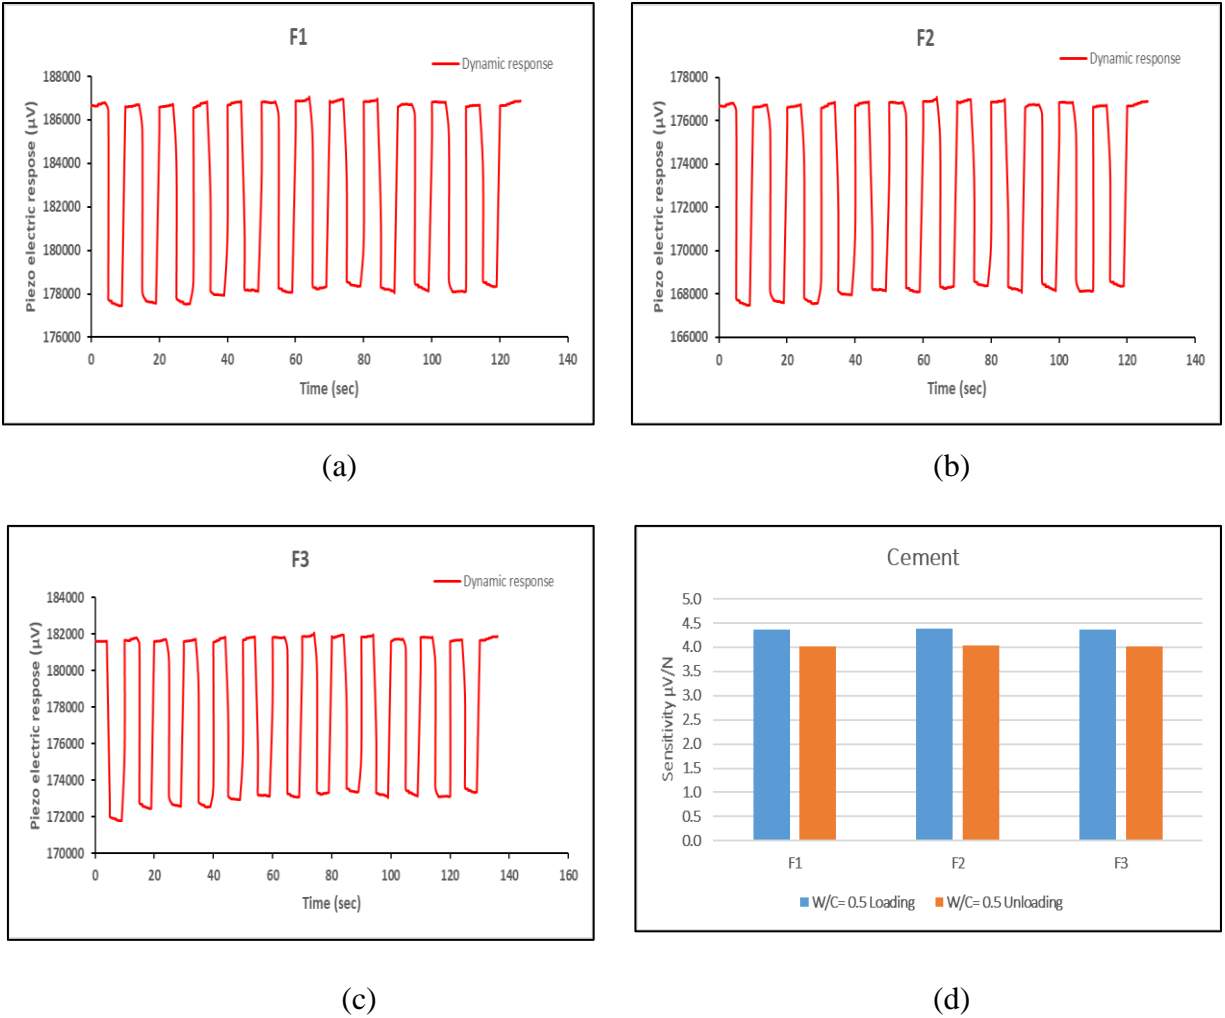 F1
Dynamic response
Piezo electric respose (µV)
188000
186000
184000
182000
180000
178000
176000
0 20 40 60 80 100 120 140
Time (sec)
(a)
F2
Dynamic response
Piezo electric respose (µV)
178000
176000
174000
172000
170000
168000
166000
0 20 40 60 80 100 120 140
Time (sec)
(b)
F3
Dynamic response
Piezo electric respose (µV)
184000
182000
180000
178000
176000
174000
172000
170000
0 20 40 60 80 100 120 140 160
Time (sec)
(c)
Cement
Sensitivity µV/N
5.0
4.5
4.0
3.5
3.0
2.5
2.0
1.5
1.0
0.5
0.0
F1 F2 F3
W/C= 0.5 Loading W/C= 0.5 Unloading
(d)